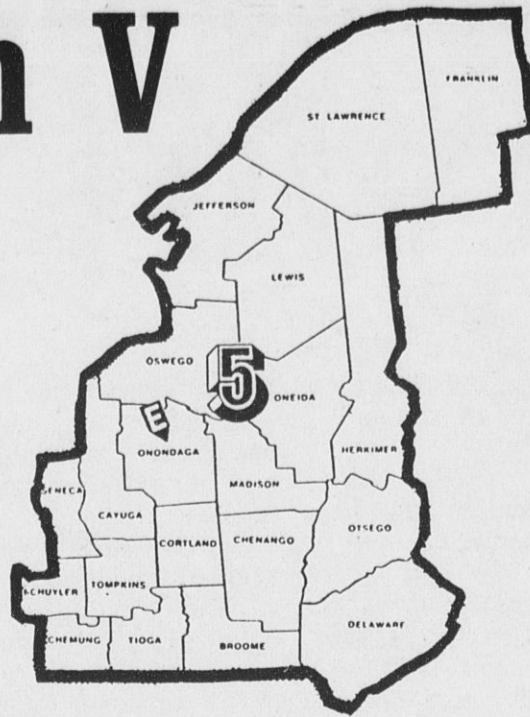 n V
FRANKLIN
ST LAWRENCE
JEFFERSON
LEWIS
OSWEGO
5
ONEIDA
E
ONONDAGA
HERKIMER
MADISON
SENECA
CAYUGA
OTSEGO
CORTLAND
CHENANGO
SCHUYLER
TOMPKINS
DELAWARE
CHEMUNG
TIOGA
BROOME